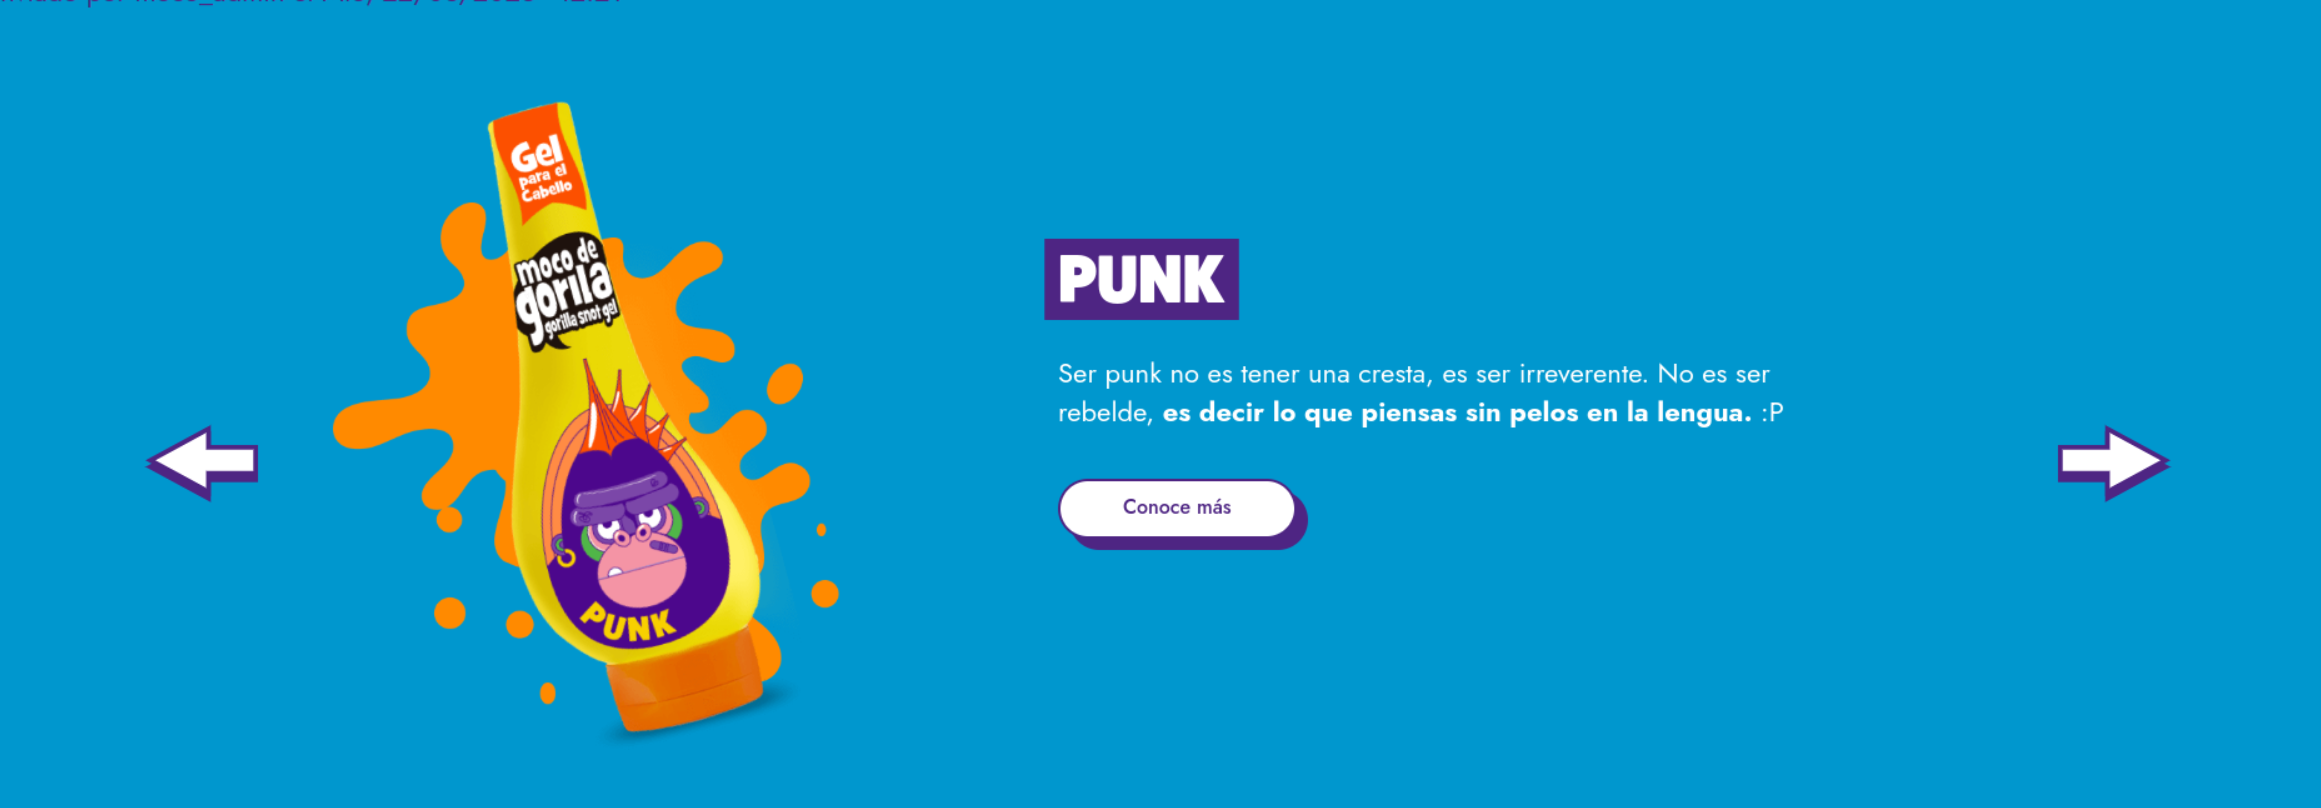 Gel
para el
Cabello
moco de
gorila
gorilla snot gel
PUNK
PUNK
Ser punk no es tener una cresta, es ser irreverente. No es ser
rebelde, es decir lo que piensas sin pelos en la lengua. :P
Conoce más